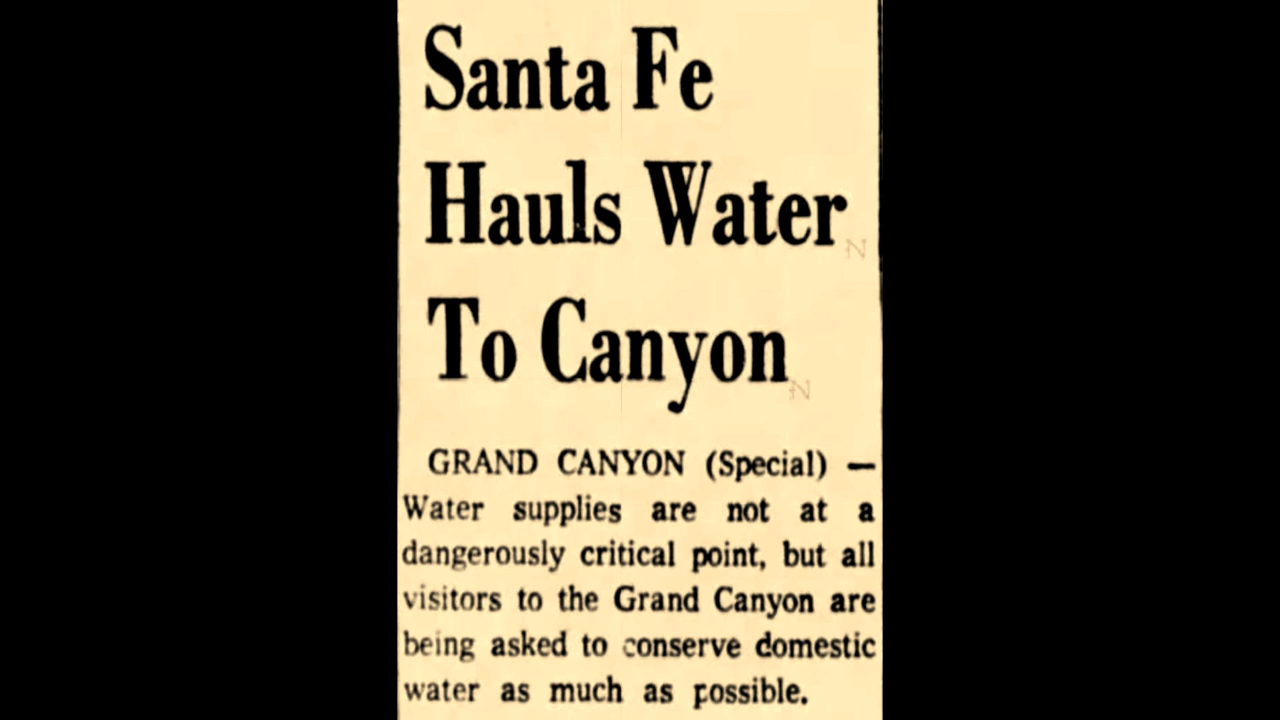 Santa Fe
Hauls Water
To Canyon
GRAND CANYON (Special) —
Water supplies are not at a
dangerously critical point, but all
visitors to the Grand Canyon are
being asked to conserve domestic
water as much as possible.